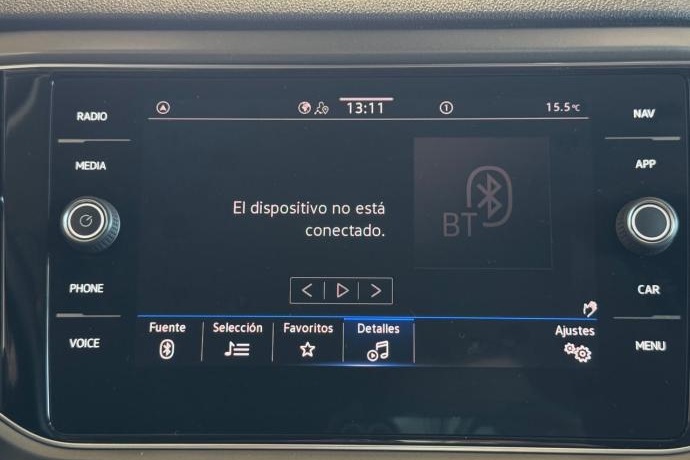 RADIO
MEDIA
PHONE
VOICE
13:11
1
15.5°C
El dispositivo no está
conectado.
BT
Fuente
Selección
Favoritos
Detalles
Ajustes
NAV
APP
CAR
MENU